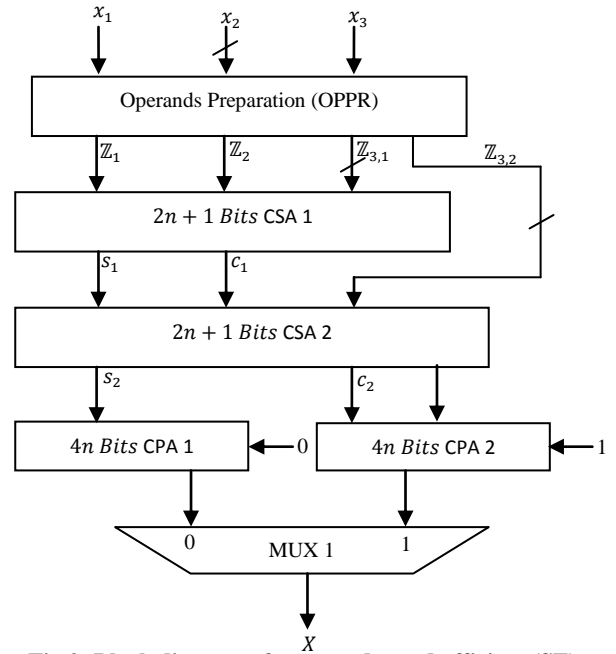 x₁ x₂ x₃
Operands Preparation (OPPR)
ℤ₁ ℤ₂ ℤ₃,₁ ℤ₃,₂
2n + 1 Bits CSA 1
s₁ c₁
2n + 1 Bits CSA 2
s₂ c₂
4n Bits CPA 1 0 4n Bits CPA 2 1
0 MUX 1 1
X